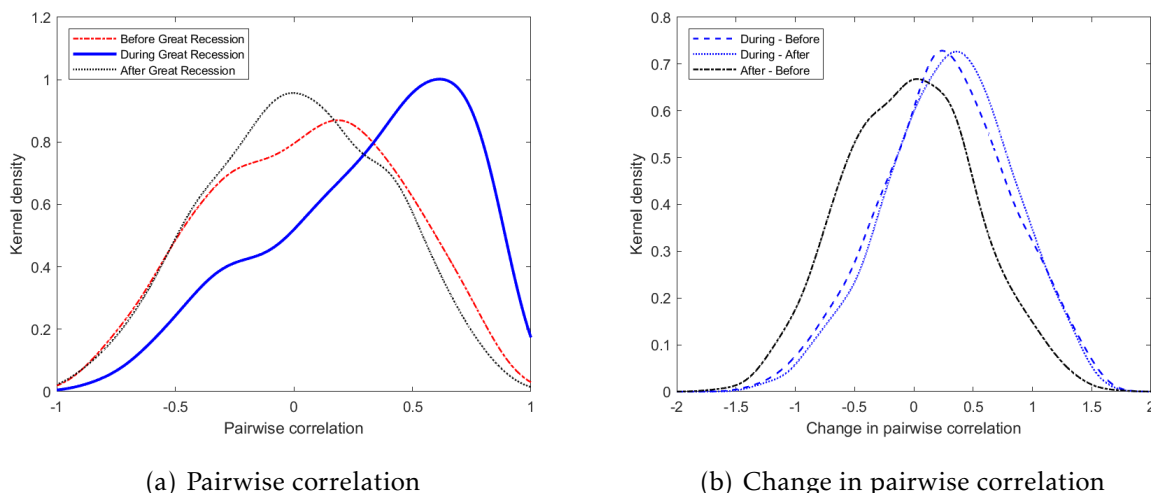 1.2
1
0.8
0.6
0.4
0.2
0
Kernel density
Before Great Recession
During Great Recession
After Great Recession
-1
-0.5
0
0.5
1
Pairwise correlation
(a) Pairwise correlation
0.8
0.7
0.6
0.5
0.4
0.3
0.2
0.1
0
Kernel density
During - Before
During - After
After - Before
-2
-1.5
-1
-0.5
0
0.5
1
1.5
2
Change in pairwise correlation
(b) Change in pairwise correlation